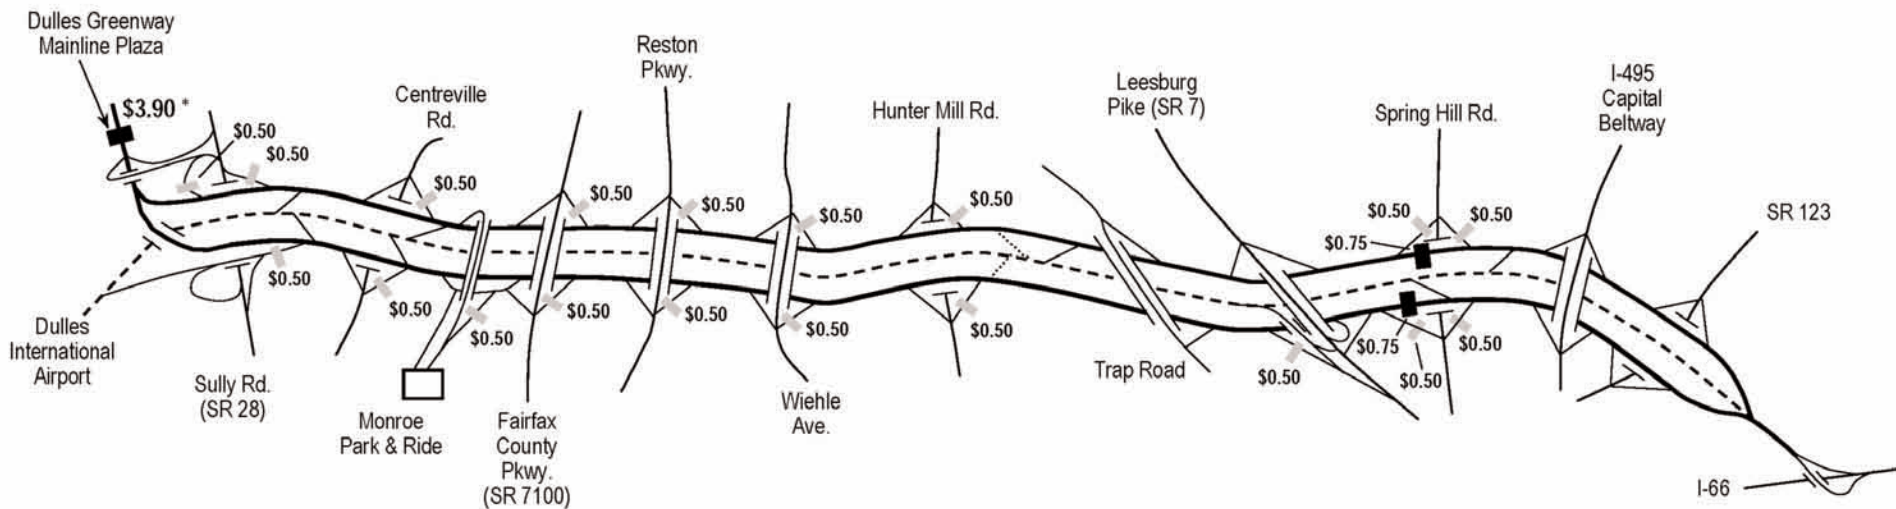 Dulles Greenway
Mainline Plaza
$3.90 *
$0.50
$0.50
Centreville
Rd.
$0.50
Reston
Pkwy.
$0.50
$0.50
$0.50
Hunter Mill Rd.
$0.50
Leesburg
Pike (SR 7)
Spring Hill Rd.
$0.50
$0.50
$0.75
I-495
Capital
Beltway
SR 123
Dulles
International
Airport
Sully Rd.
(SR 28)
$0.50
$0.50
Monroe
Park & Ride
$0.50
Fairfax
County
Pkwy.
(SR 7100)
$0.50
$0.50
$0.50
Wiehle
Ave.
$0.50
Trap Road
$0.50
$0.75
$0.50
$0.50
I-66